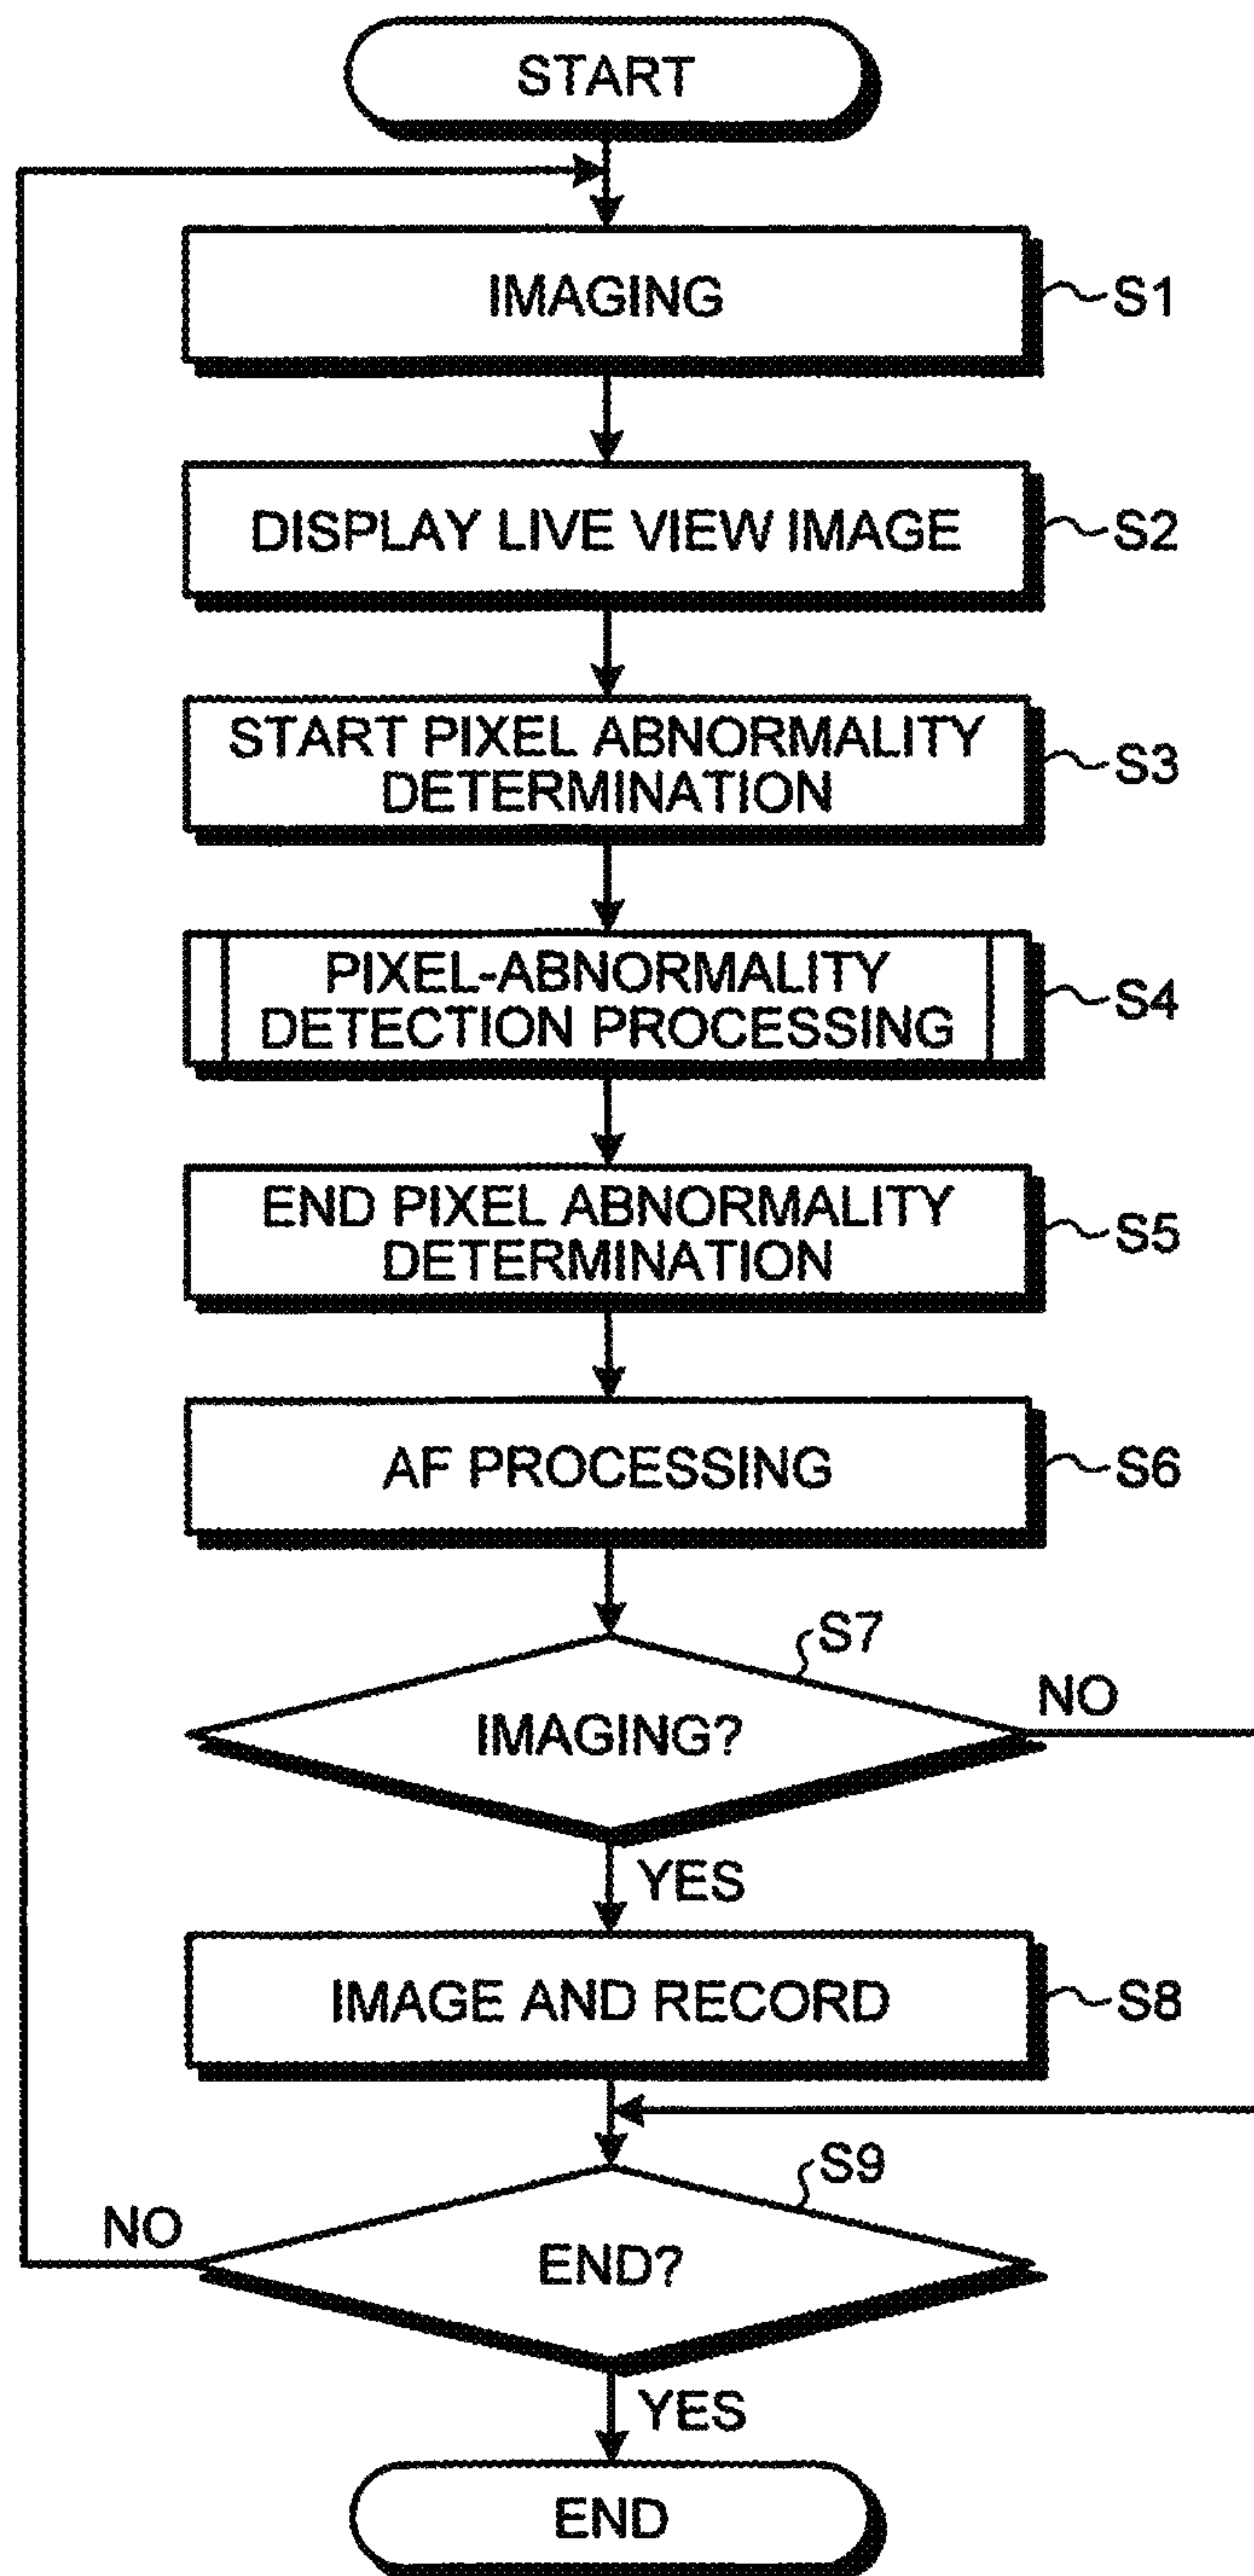 START
IMAGING
S1
DISPLAY LIVE VIEW IMAGE
S2
START PIXEL ABNORMALITY
DETERMINATION
S3
PIXEL-ABNORMALITY
DETECTION PROCESSING
S4
END PIXEL ABNORMALITY
DETERMINATION
S5
AF PROCESSING
S6
S7
IMAGING?
NO
YES
IMAGE AND RECORD
S8
S9
NO
END?
YES
END